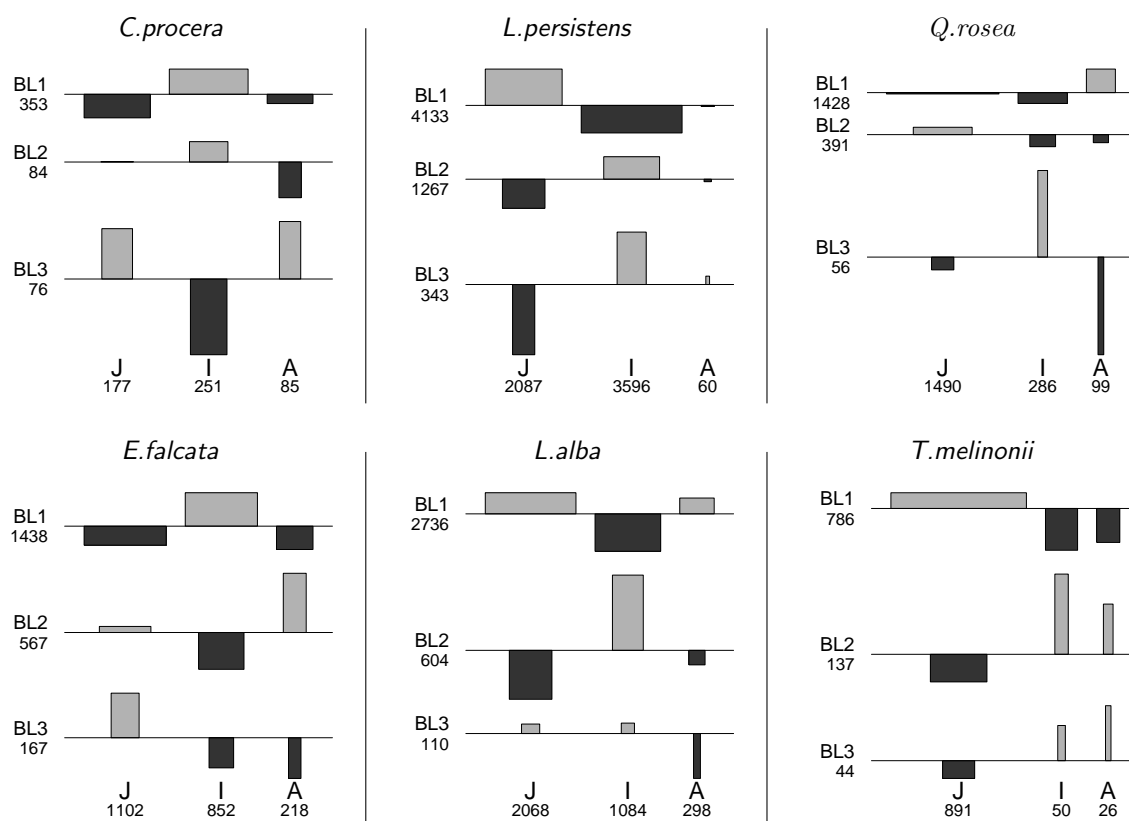 C.procera
BL1
353
BL2
84
BL3
76
J I A
177 251 85
L.persistens
BL1
4133
BL2
1267
BL3
343
J I A
2087 3596 60
Q.rosea
BL1
1428
BL2
391
BL3
56
J I A
1490 286 99
E.falcata
BL1
1438
BL2
567
BL3
167
J I A
1102 852 218
L.alba
BL1
2736
BL2
604
BL3
110
J I A
2068 1084 298
T.melinonii
BL1
786
BL2
137
BL3
44
J I A
891 50 26